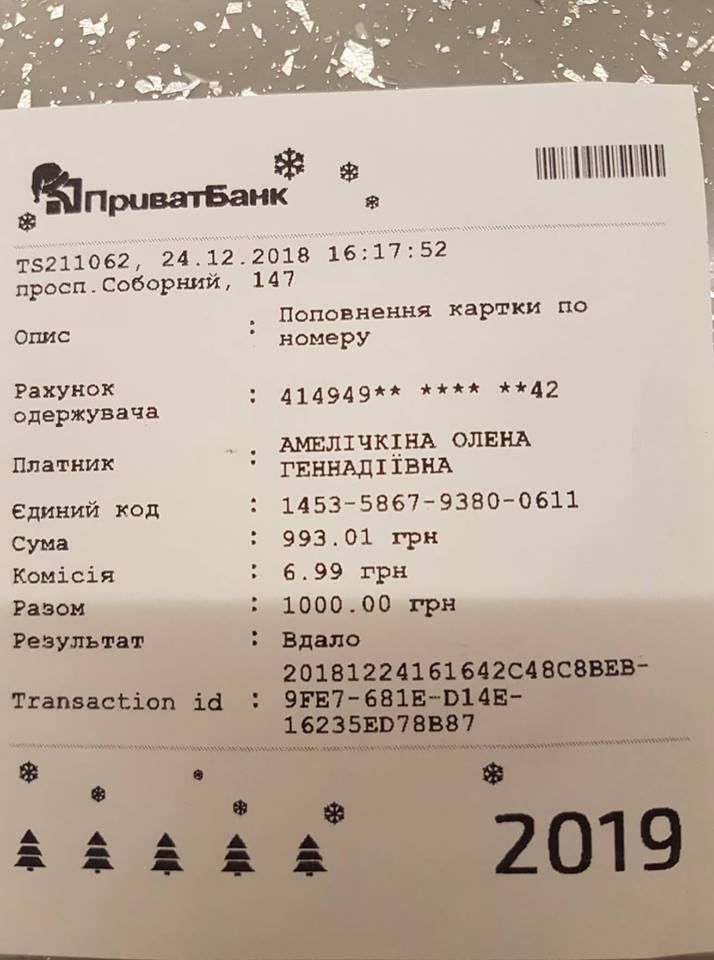 ПриватБанк
TS211062, 24.12.2018 16:17:52
просп.Соборний, 147
Опис : Поповнення картки по
номеру
Рахунок
одержувача : 414949** **** **42
Платник : АМЕЛІЧКІНА ОЛЕНА
ГЕННАДІЇВНА
Єдиний код : 1453-5867-9380-0611
Сума : 993.01 грн
Комісія : 6.99 грн
Разом : 1000.00 грн
Результат : Вдало
Transaction id : 20181224161642C48C8BEB-
9FE7-681E-D14E-
16235ED78B87
2019